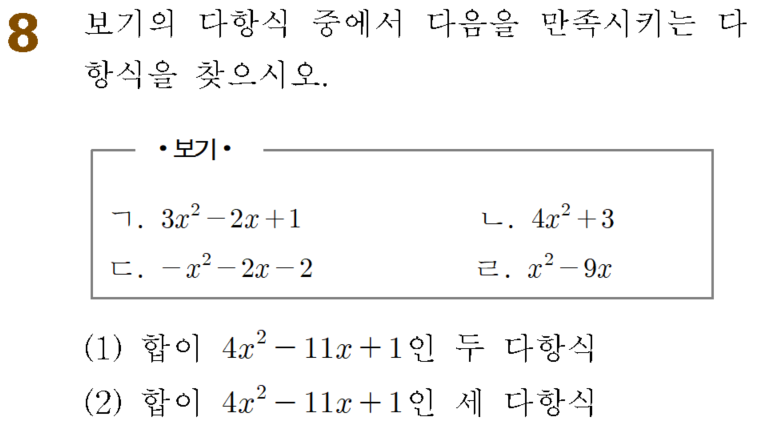 8 보기의 다항식 중에서 다음을 만족시키는 다
항식을 찾으시오.
• 보기 •
ㄱ. 3x² − 2x + 1 ㄴ. 4x² + 3
ㄷ. −x² − 2x − 2 ㄹ. x² − 9x
(1) 합이 4x² − 11x + 1인 두 다항식
(2) 합이 4x² − 11x + 1인 세 다항식